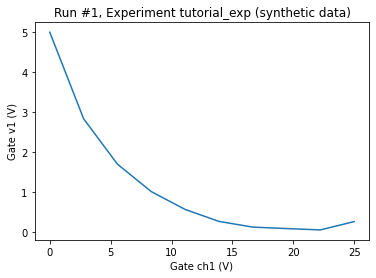 Run #1, Experiment tutorial_exp (synthetic data)
5
4
3
2
1
0
Gate v1 (V)
0 5 10 15 20 25
Gate ch1 (V)